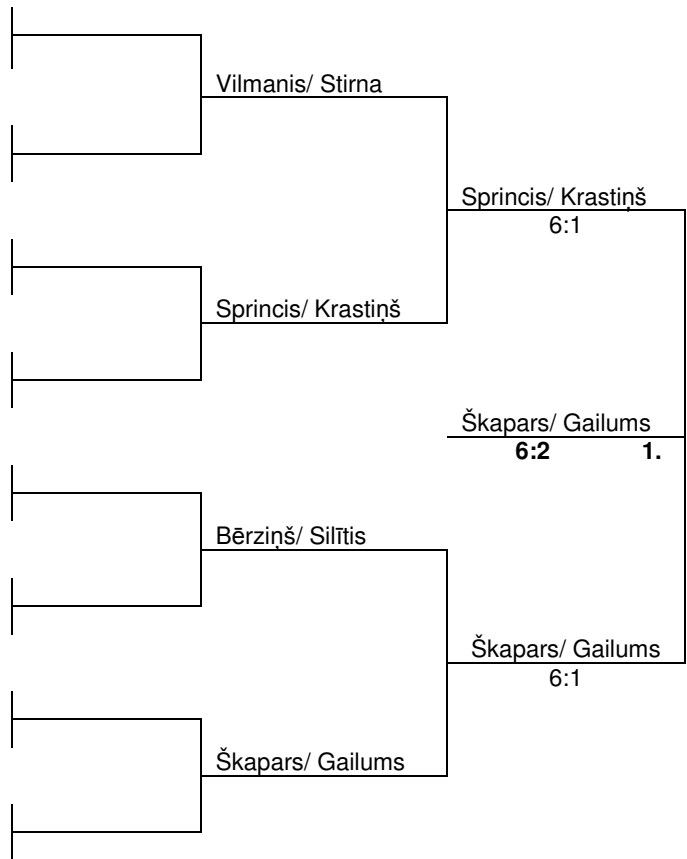 Vilmanis/ Stirna
Sprincis/ Krastiņš
6:1
Sprincis/ Krastiņš
Škapars/ Gailums
6:2 1.
Bērziņš/ Silītis
Škapars/ Gailums
6:1
Škapars/ Gailums